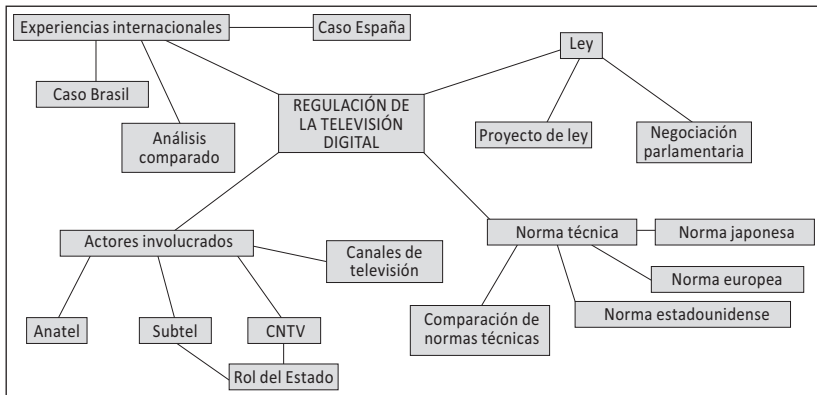 Experiencias internacionales
Caso España
Ley
Caso Brasil
REGULACIÓN DE
LA TELEVISIÓN
DIGITAL
Análisis
comparado
Proyecto de ley
Negociación
parlamentaria
Actores involucrados
Canales de
televisión
Norma técnica
Norma japonesa
Norma europea
Norma estadounidense
Comparación de
normas técnicas
Anatel
Subtel
CNTV
Rol del Estado